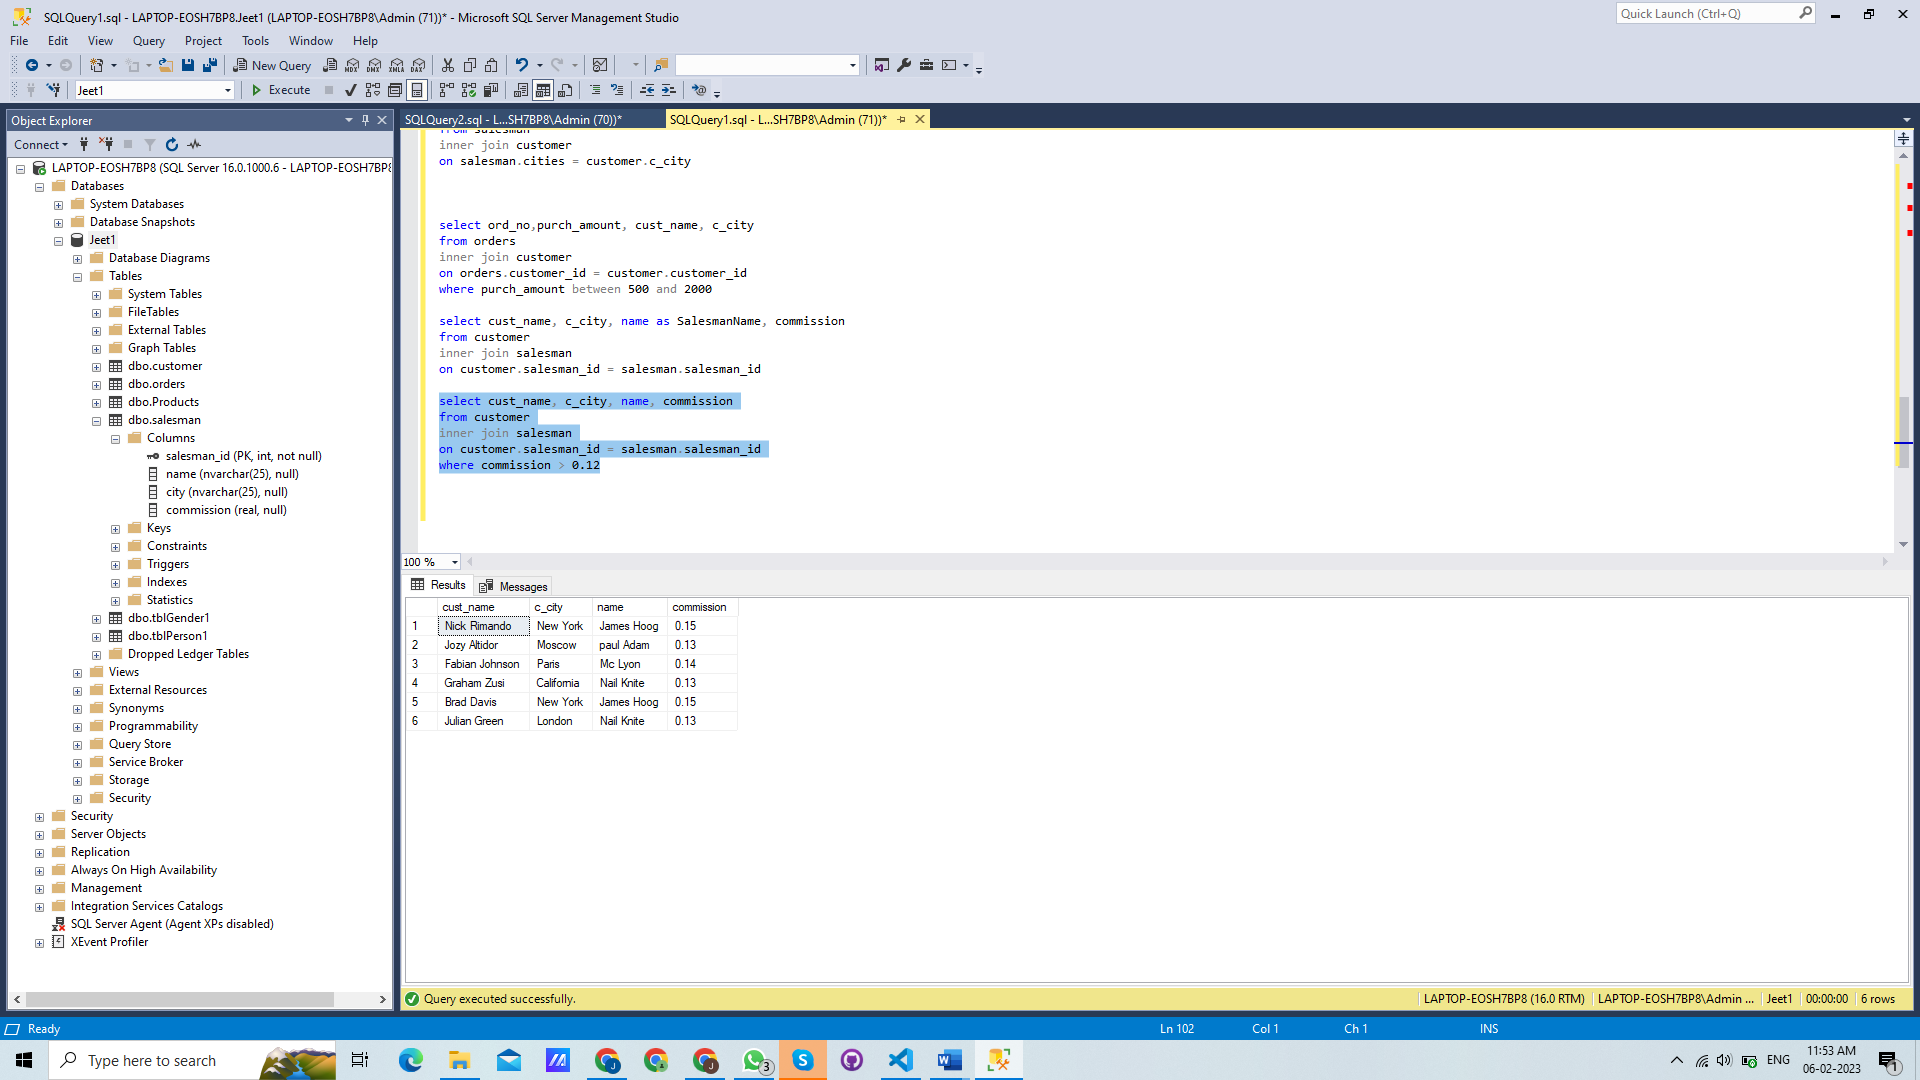 SQLQuery1.sql - LAPTOP-EOSH7BP8.Jeet1 (LAPTOP-EOSH7BP8\Admin (71))* - Microsoft SQL Server Management Studio
Quick Launch (Ctrl+Q)
File Edit View Query Project Tools Window Help
New Query
MDX DMX XMLA DAX
Jeet1
Execute
Object Explorer
Connect
LAPTOP-EOSH7BP8 (SQL Server 16.0.1000.6 - LAPTOP-EOSH7BP8
Databases
System Databases
Database Snapshots
Jeet1
Database Diagrams
Tables
System Tables
FileTables
External Tables
Graph Tables
dbo.customer
dbo.orders
dbo.Products
dbo.salesman
Columns
salesman_id (PK, int, not null)
name (nvarchar(25), null)
city (nvarchar(25), null)
commission (real, null)
Keys
Constraints
Triggers
Indexes
Statistics
dbo.tblGender1
dbo.tblPerson1
Dropped Ledger Tables
Views
External Resources
Synonyms
Programmability
Query Store
Service Broker
Storage
Security
Security
Server Objects
Replication
Always On High Availability
Management
Integration Services Catalogs
SQL Server Agent (Agent XPs disabled)
XEvent Profiler
SQLQuery2.sql - L...SH7BP8\Admin (70))*
SQLQuery1.sql - L...SH7BP8\Admin (71))*
from salesman
inner join customer
on salesman.cities = customer.c_city
select ord_no,purch_amount, cust_name, c_city
from orders
inner join customer
on orders.customer_id = customer.customer_id
where purch_amount between 500 and 2000
select cust_name, c_city, name as SalesmanName, commission
from customer
inner join salesman
on customer.salesman_id = salesman.salesman_id
select cust_name, c_city, name, commission
from customer
inner join salesman
on customer.salesman_id = salesman.salesman_id
where commission > 0.12
100 %
Results Messages
cust_name c_city name commission
1 Nick Rimando New York James Hoog 0.15
2 Jozy Altidor Moscow paul Adam 0.13
3 Fabian Johnson Paris Mc Lyon 0.14
4 Graham Zusi California Nail Knite 0.13
5 Brad Davis New York James Hoog 0.15
6 Julian Green London Nail Knite 0.13
Query executed successfully.
LAPTOP-EOSH7BP8 (16.0 RTM) LAPTOP-EOSH7BP8\Admin ... Jeet1 00:00:00 6 rows
Ready
Ln 102 Col 1 Ch 1 INS
Type here to search
3
ENG
11:53 AM
06-02-2023
1